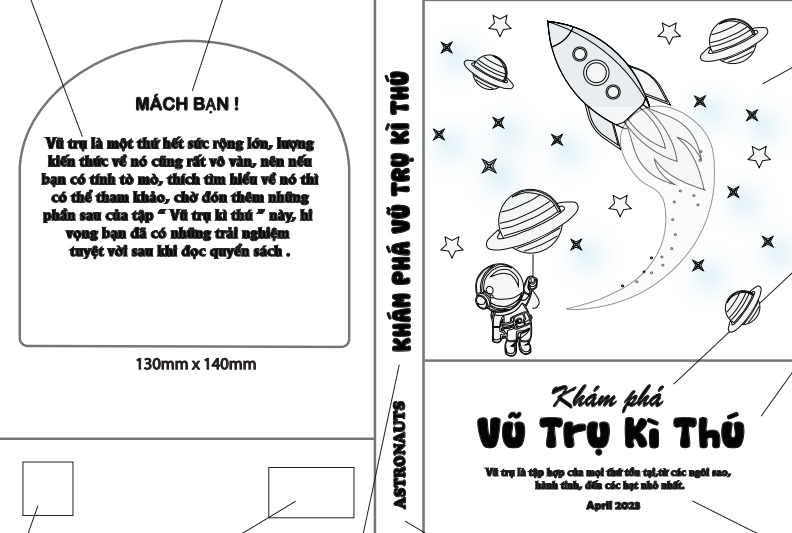 MÁCH BẠN !
Vũ trụ là một thứ hết sức rộng lớn, lượng
kiến thức về nó cũng rất vô vàn, nên nếu
bạn có tính tò mò, thích tìm hiểu về nó thì
có thể tham khảo, chờ đón thêm những
phần sau của tập “ Vũ trụ kì thú ” này, hi
vọng bạn đã có những trải nghiệm
tuyệt vời sau khi đọc quyển sách .
130mm x 140mm
KHÁM PHÁ VŨ TRỤ KÌ THÚ
ASTRONAUTS
Khám phá
Vũ Trụ Kì Thú
Vũ trụ là tập hợp của mọi thứ tồn tại,từ các ngôi sao,
hành tinh, đến các hạt nhỏ nhất.
April 2023